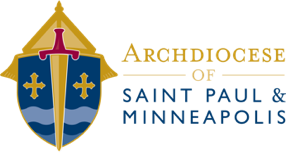 ARCHDIOCESE
OF
SAINT PAUL &
MINNEAPOLIS